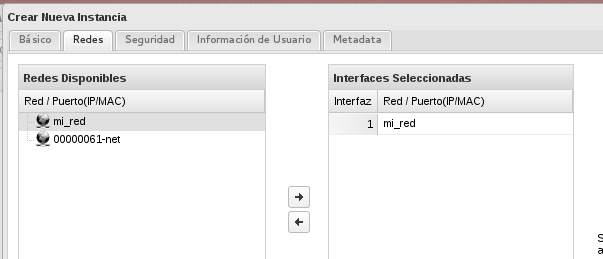 Crear Nueva Instancia
Básico
Redes
Seguridad
Información de Usuario
Metadata
Redes Disponibles
Red / Puerto(IP/MAC)
mi_red
00000061-net
Interfaces Seleccionadas
Interfaz Red / Puerto(IP/MAC)
1 mi_red